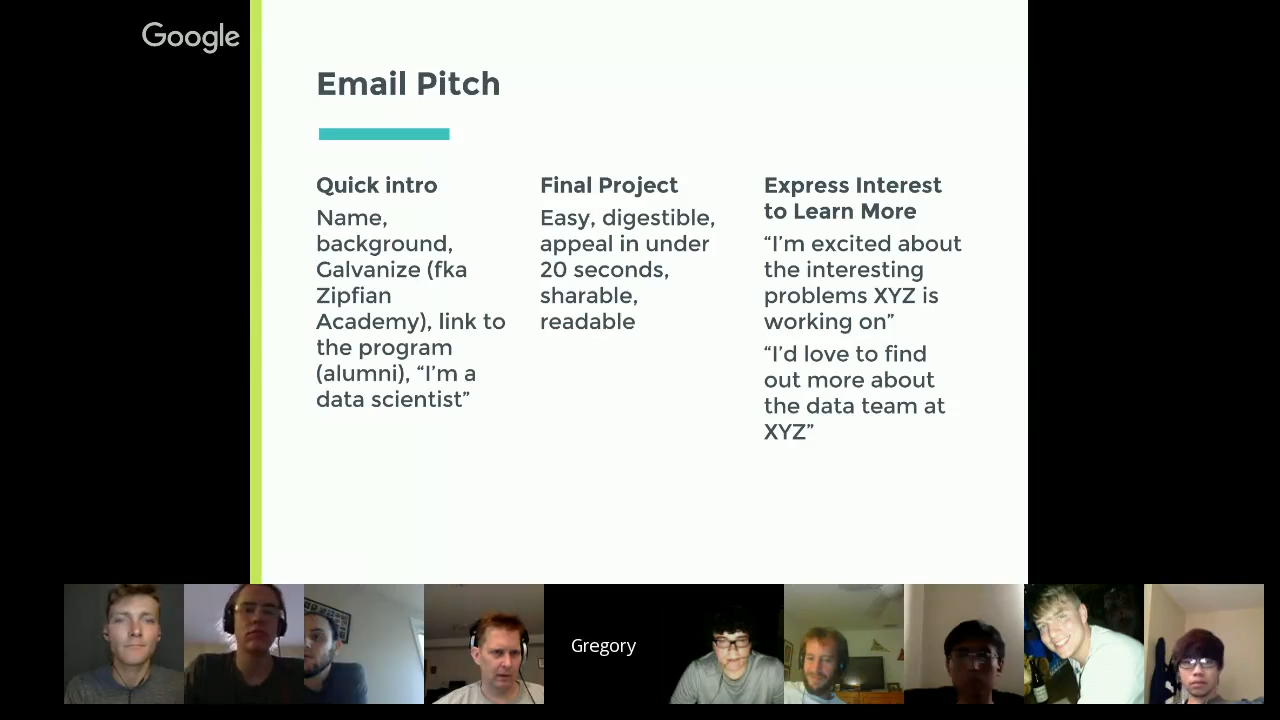 Google
Email Pitch
Quick intro
Name,
background,
Galvanize (fka
Zipfian
Academy), link to
the program
(alumni), “I’m a
data scientist”
Final Project
Easy, digestible,
appeal in under
20 seconds,
sharable,
readable
Express Interest
to Learn More
“I’m excited about
the interesting
problems XYZ is
working on”
“I’d love to find
out more about
the data team at
XYZ”
Gregory